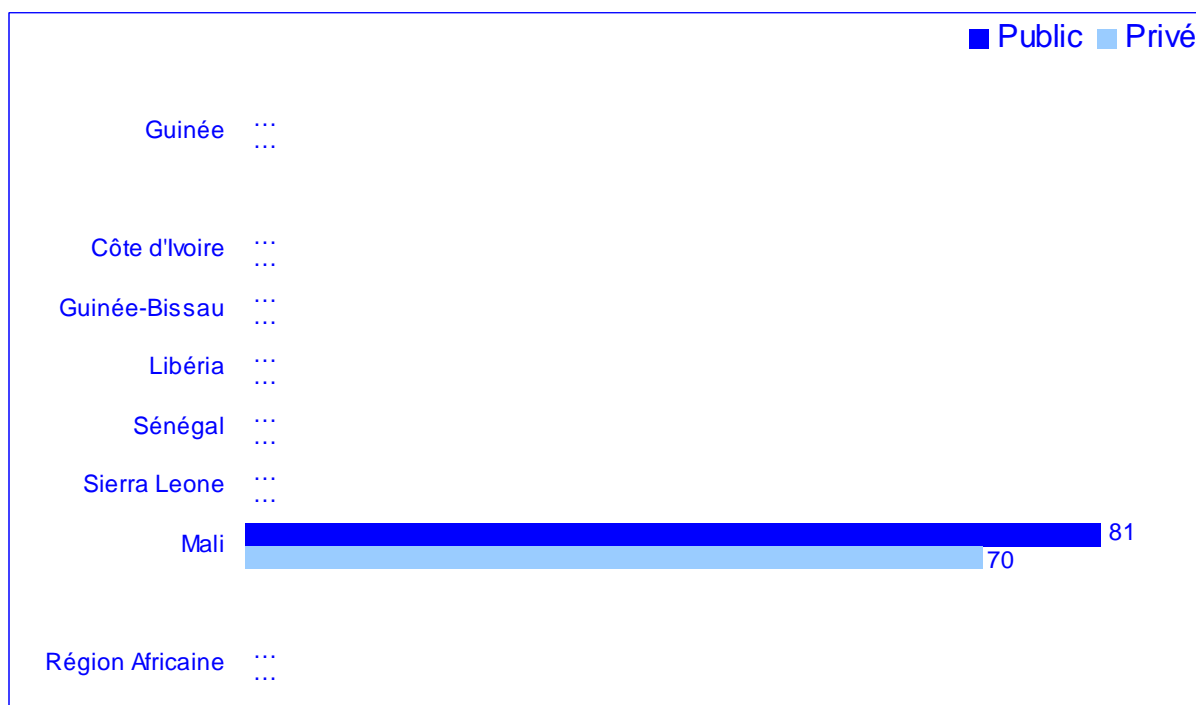 Public Privé
Guinée … …
Côte d'Ivoire … …
Guinée-Bissau … …
Libéria … …
Sénégal … …
Sierra Leone … …
Mali 81 70
Région Africaine … …